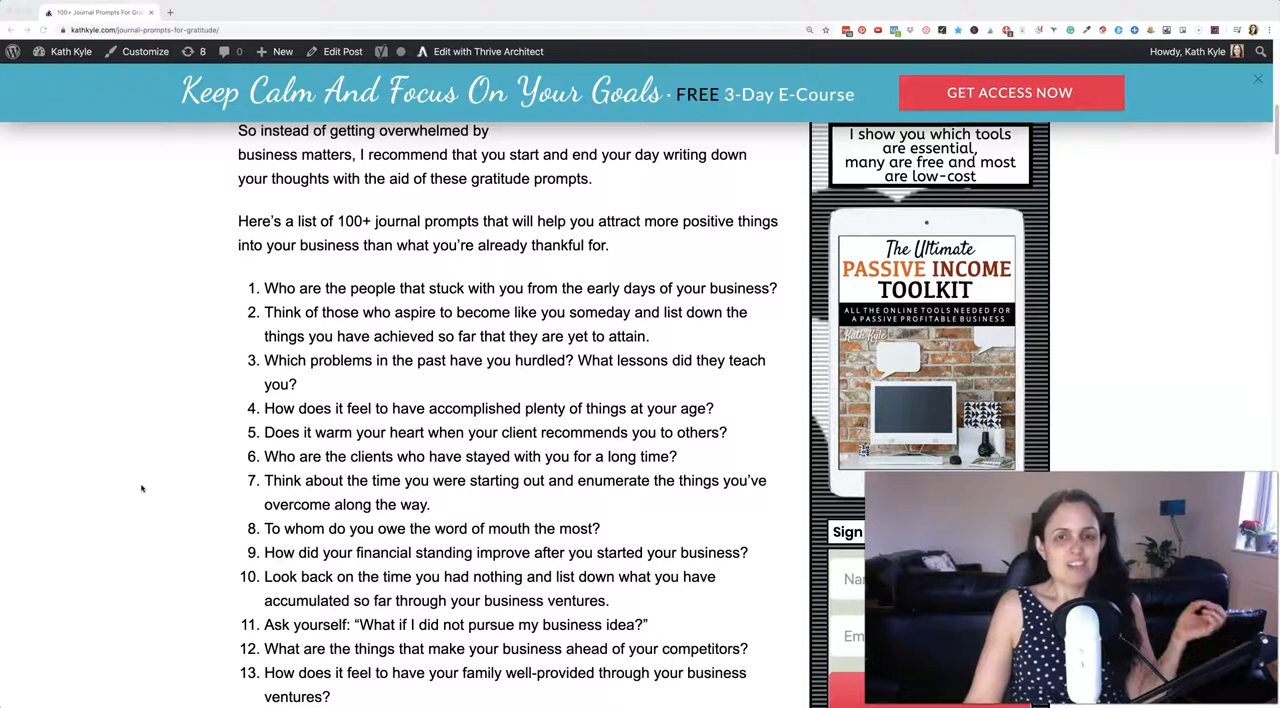 100+ Journal Prompts For Gra
kathkyle.com/journal-prompts-for-gratitude/
Kath Kyle Customize 8 0 New Edit Post Edit with Thrive Architect Howdy, Kath Kyle
Keep Calm And Focus On Your Goals · FREE 3-Day E-Course GET ACCESS NOW
So instead of getting overwhelmed by
business matters, I recommend that you start and end your day writing down
your thoughts with the aid of these gratitude prompts.
Here's a list of 100+ journal prompts that will help you attract more positive things
into your business than what you're already thankful for.
1. Who are the people that stuck with you from the early days of your business?
2. Think of those who aspire to become like you someday and list down the
things you have achieved so far that they are yet to attain.
3. Which problems in the past have you hurdled? What lessons did they teach
you?
4. How does it feel to have accomplished plenty of things at your age?
5. Does it warm your heart when your client recommends you to others?
6. Who are the clients who have stayed with you for a long time?
7. Think about the time you were starting out and enumerate the things you've
overcome along the way.
8. To whom do you owe the word of mouth the most?
9. How did your financial standing improve after you started your business?
10. Look back on the time you had nothing and list down what you have
accumulated so far through your business ventures.
11. Ask yourself: “What if I did not pursue my business idea?”
12. What are the things that make your business ahead of your competitors?
13. How does it feel to have your family well-provided through your business
ventures?
I show you which tools
are essential,
many are free and most
are low-cost
The Ultimate
PASSIVE INCOME
TOOLKIT
ALL THE ONLINE TOOLS NEEDED FOR
A PASSIVE PROFITABLE BUSINESS
Kath Kyle
Sign
Na
Em